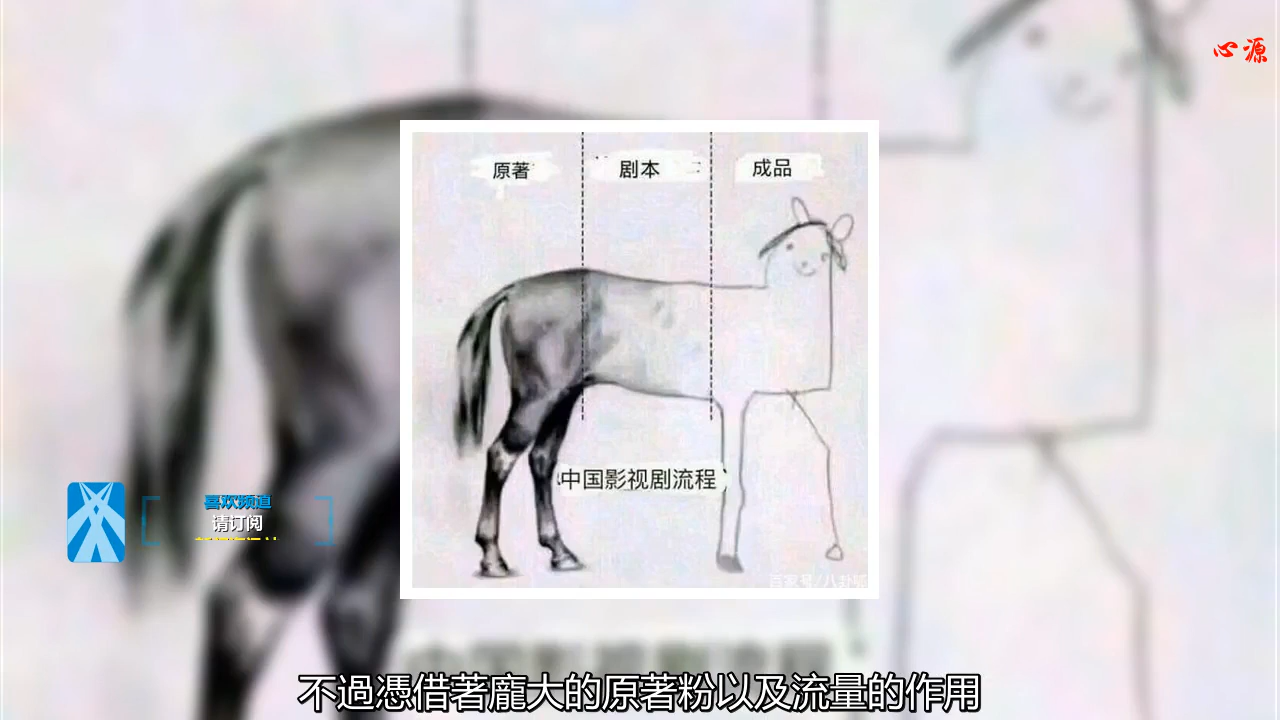 心源
原著
剧本
成品
中国影视剧流程
喜欢频道
请订阅
不過憑借著龐大的原著粉以及流量的作用